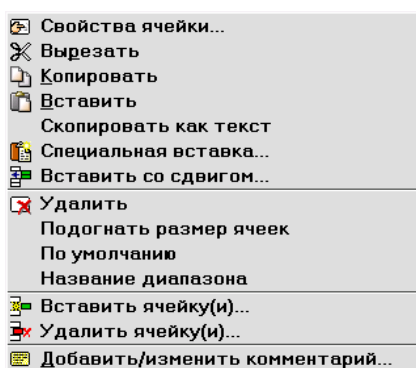 Свойства ячейки...
Вырезать
Копировать
Вставить
Скопировать как текст
Специальная вставка...
Вставить со сдвигом...
Удалить
Подогнать размер ячеек
По умолчанию
Название диапазона
Вставить ячейку(и)...
Удалить ячейку(и)...
Добавить/изменить комментарий...